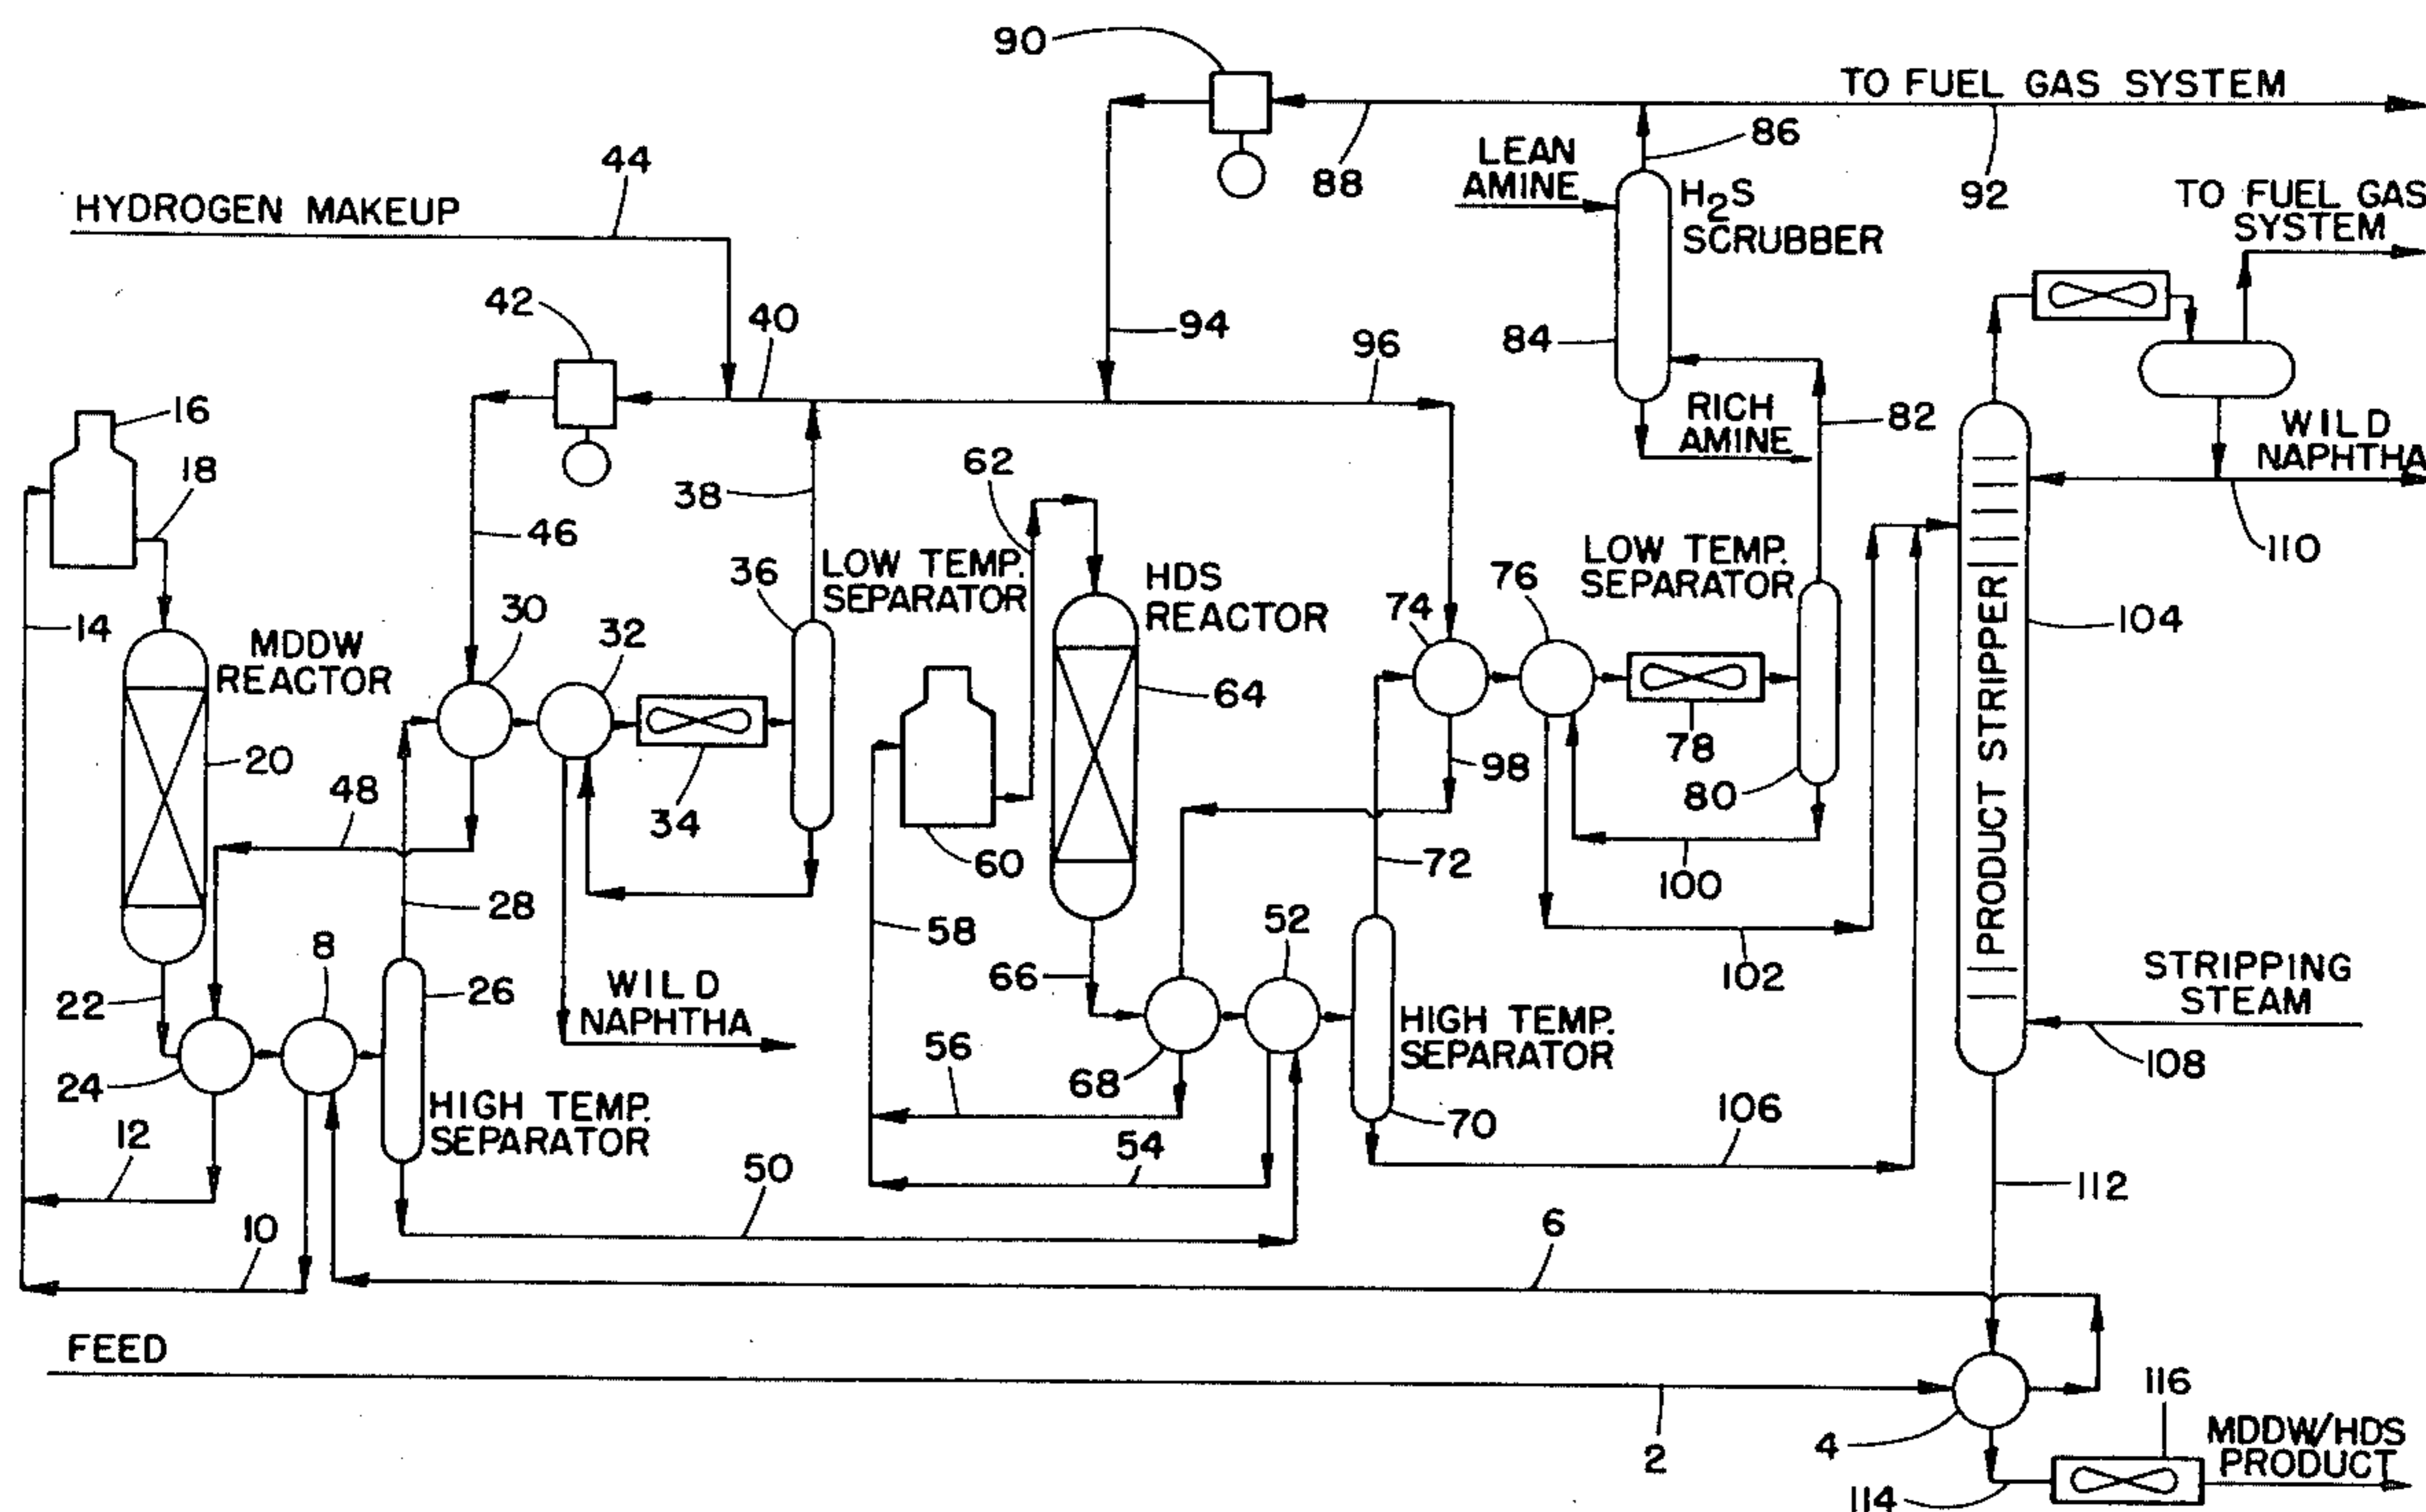 90
TO FUEL GAS SYSTEM
44
LEAN
AMINE
86
88
H2S
SCRUBBER
92
HYDROGEN MAKEUP
TO FUEL GAS
SYSTEM
42
40
94
96
84
16
18
RICH
AMINE
82
WILD
NAPHTHA
62
38
46
110
14
30
32
36
LOW TEMP.
SEPARATOR
HDS
REACTOR
74
76
LOW TEMP.
SEPARATOR
104
MDDW
REACTOR
64
PRODUCT STRIPPER
20
48
34
98
78
80
60
28
72
100
8
58
52
22
26
WILD
NAPHTHA
66
102
STRIPPING
STEAM
24
HIGH TEMP.
SEPARATOR
56
68
HIGH TEMP.
SEPARATOR
108
12
70
106
54
50
10
6
112
FEED
2
4
116
MDDW/HDS
PRODUCT
114